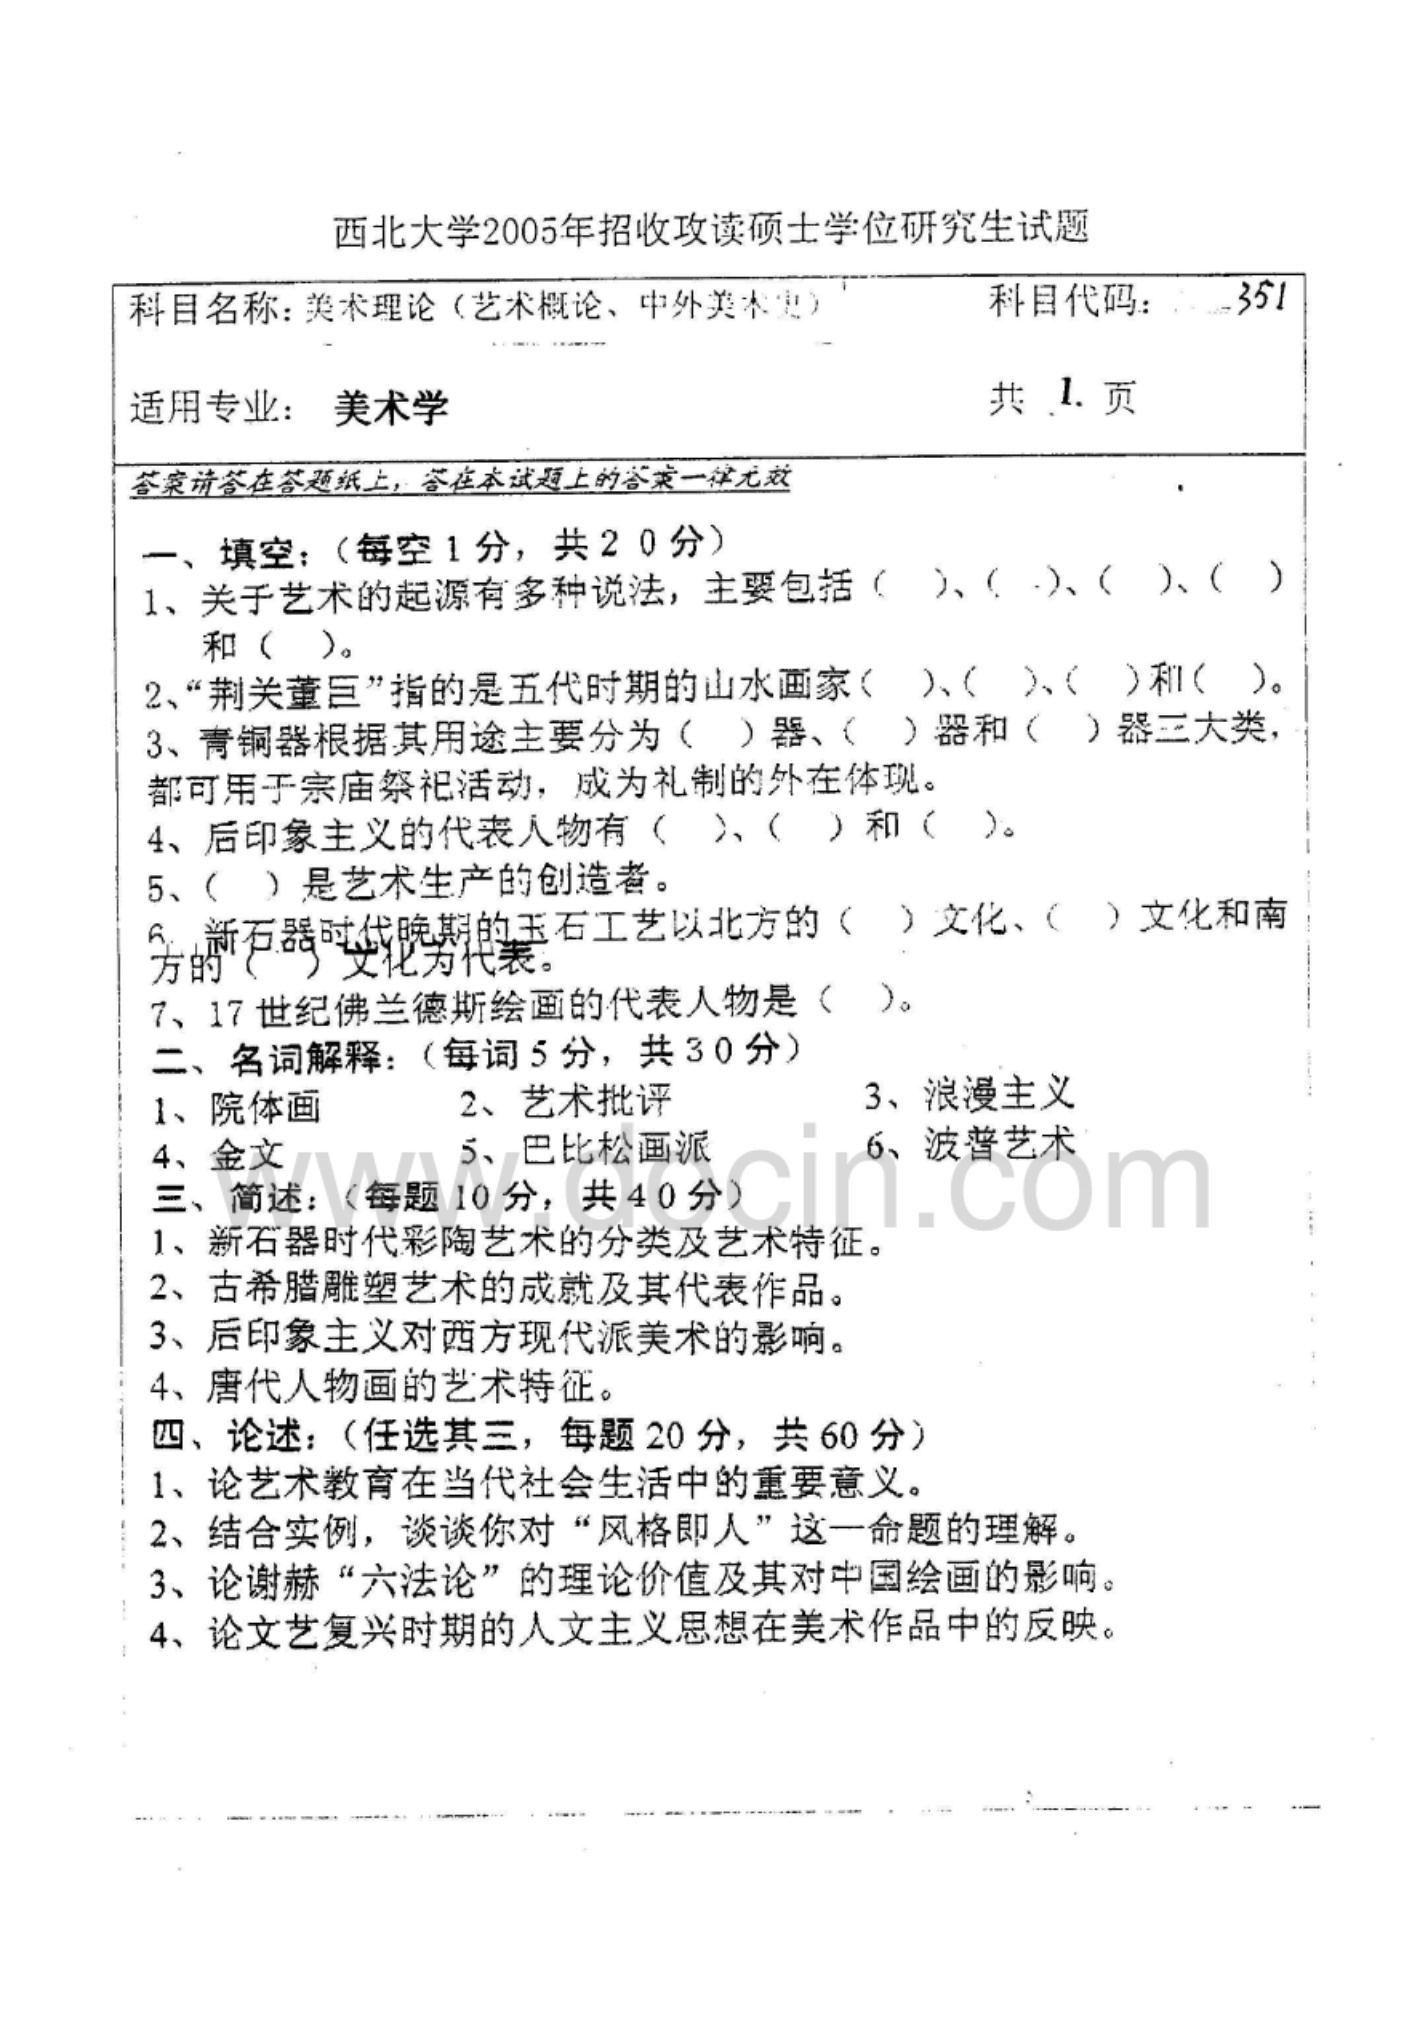 西北大学2005年招收攻读硕士学位研究生试题
科目名称: 美术理论（艺术概论、中外美术史）
科目代码: 351
适用专业: 美术学
共 1. 页
答案请答在答题纸上，答在本试题上的答案一律无效
一、填空:（每空1分，共20分）
1、关于艺术的起源有多种说法，主要包括（ ）、（ ）、（ ）、（ ）
和（ ）。
2、“荆关董巨”指的是五代时期的山水画家（ ）、（ ）、（ ）和（ ）。
3、青铜器根据其用途主要分为（ ）器、（ ）器和（ ）器三大类，
都可用于宗庙祭祀活动，成为礼制的外在体现。
4、后印象主义的代表人物有（ ）、（ ）和（ ）。
5、（ ）是艺术生产的创造者。
6、新石器时代晚期的玉石工艺以北方的（ ）文化、（ ）文化和南
方的（ ）文化为代表。
7、17世纪佛兰德斯绘画的代表人物是（ ）。
二、名词解释:（每词5分，共30分）
1、院体画 2、艺术批评 3、浪漫主义
4、金文 5、巴比松画派 6、波普艺术
三、简述:（每题10分，共40分）
1、新石器时代彩陶艺术的分类及艺术特征。
2、古希腊雕塑艺术的成就及其代表作品。
3、后印象主义对西方现代派美术的影响。
4、唐代人物画的艺术特征。
四、论述:（任选其三，每题20分，共60分）
1、论艺术教育在当代社会生活中的重要意义。
2、结合实例，谈谈你对“风格即人”这一命题的理解。
3、论谢赫“六法论”的理论价值及其对中国绘画的影响。
4、论文艺复兴时期的人文主义思想在美术作品中的反映。
www.docin.com